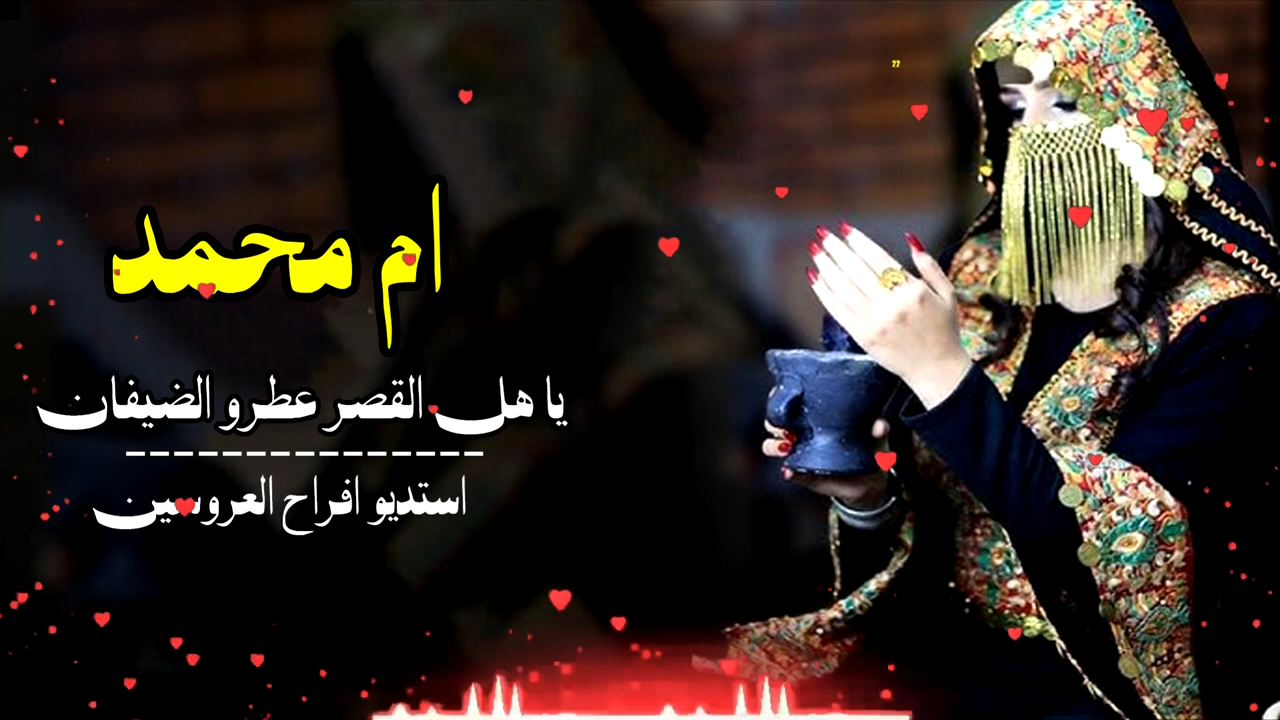 ام محمد
يا هل القصر عطرو الضيفان
---------------
استديو افراح العروسين